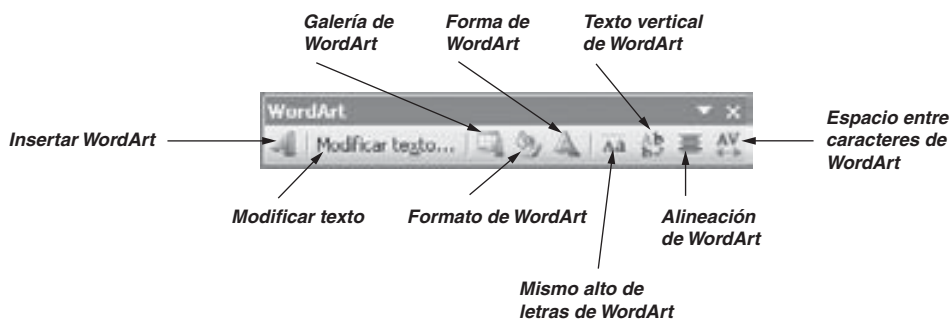 Galería de
WordArt
Forma de
WordArt
Texto vertical
de WordArt
WordArt
Insertar WordArt
Modificar texto...
Espacio entre
caracteres de
WordArt
Modificar texto
Formato de WordArt
Alineación
de WordArt
Mismo alto de
letras de WordArt